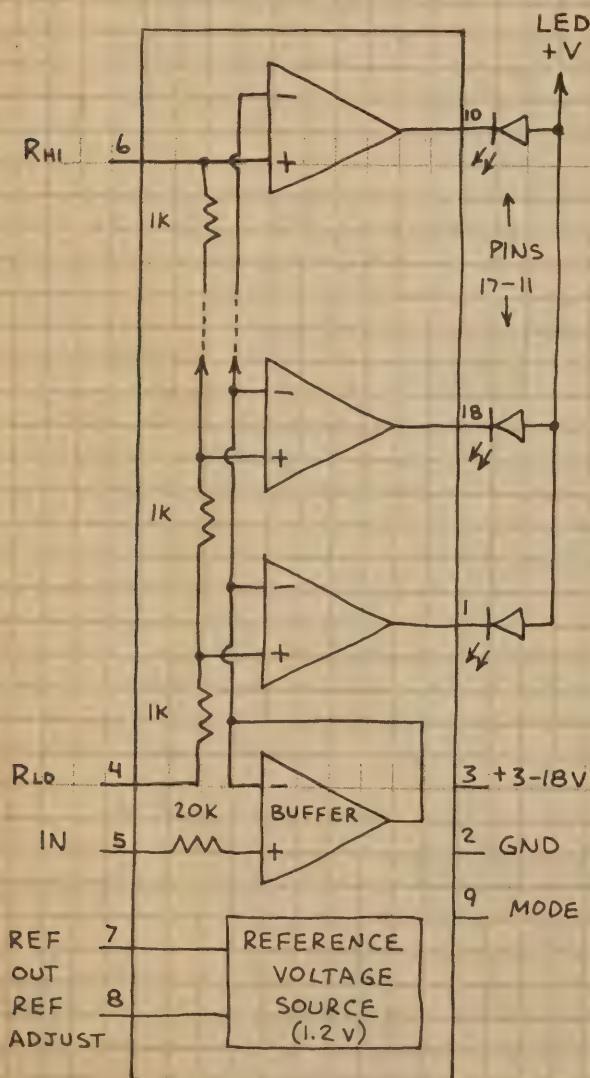 LED
+V
10
RHI 6
1K
PINS
17-11
18
1K
1
1K
RLO 4
3 +3-18V
20K
BUFFER
IN 5
2 GND
9 MODE
REF OUT 7
REF ADJUST 8
REFERENCE
VOLTAGE
SOURCE
(1.2 V)
- 
+
-
+
-
+
-
+